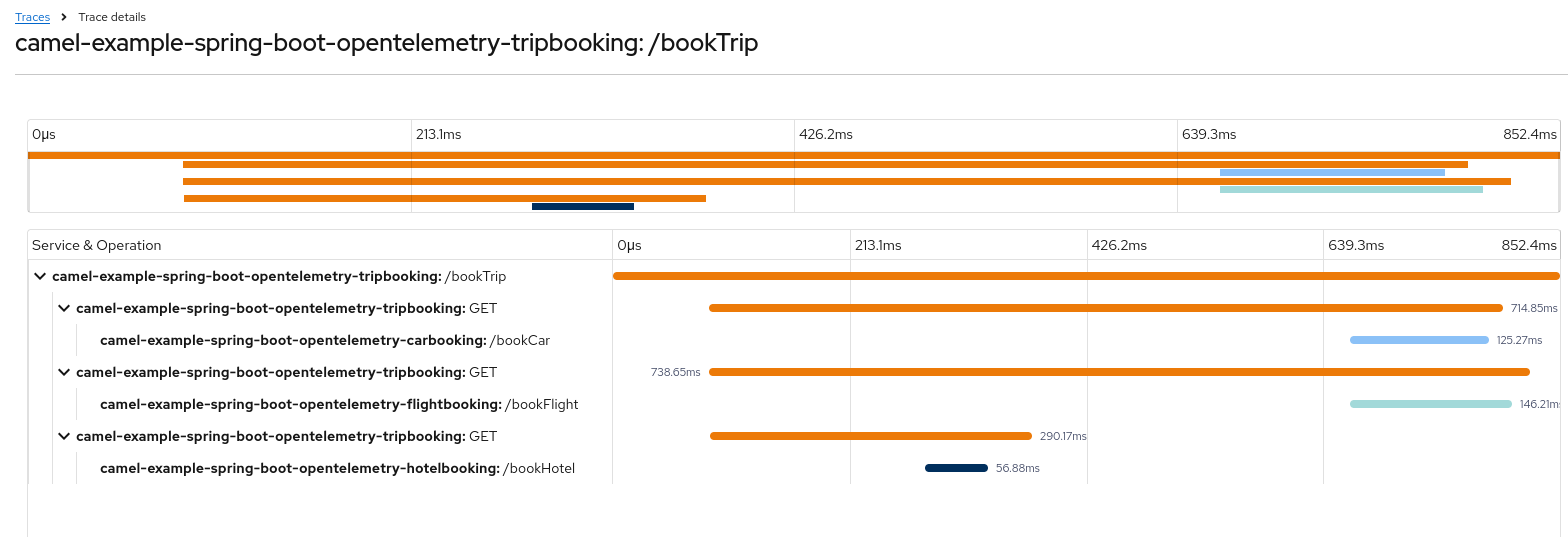 Traces > Trace details
camel-example-spring-boot-opentelemetry-tripbooking: /bookTrip
0μs 213.1ms 426.2ms 639.3ms 852.4ms
Service & Operation 0μs 213.1ms 426.2ms 639.3ms 852.4ms
camel-example-spring-boot-opentelemetry-tripbooking: /bookTrip
camel-example-spring-boot-opentelemetry-tripbooking: GET 714.85ms
camel-example-spring-boot-opentelemetry-carbooking: /bookCar 125.27ms
camel-example-spring-boot-opentelemetry-tripbooking: GET 738.65ms
camel-example-spring-boot-opentelemetry-flightbooking: /bookFlight 146.21ms
camel-example-spring-boot-opentelemetry-tripbooking: GET 290.17ms
camel-example-spring-boot-opentelemetry-hotelbooking: /bookHotel 56.88ms